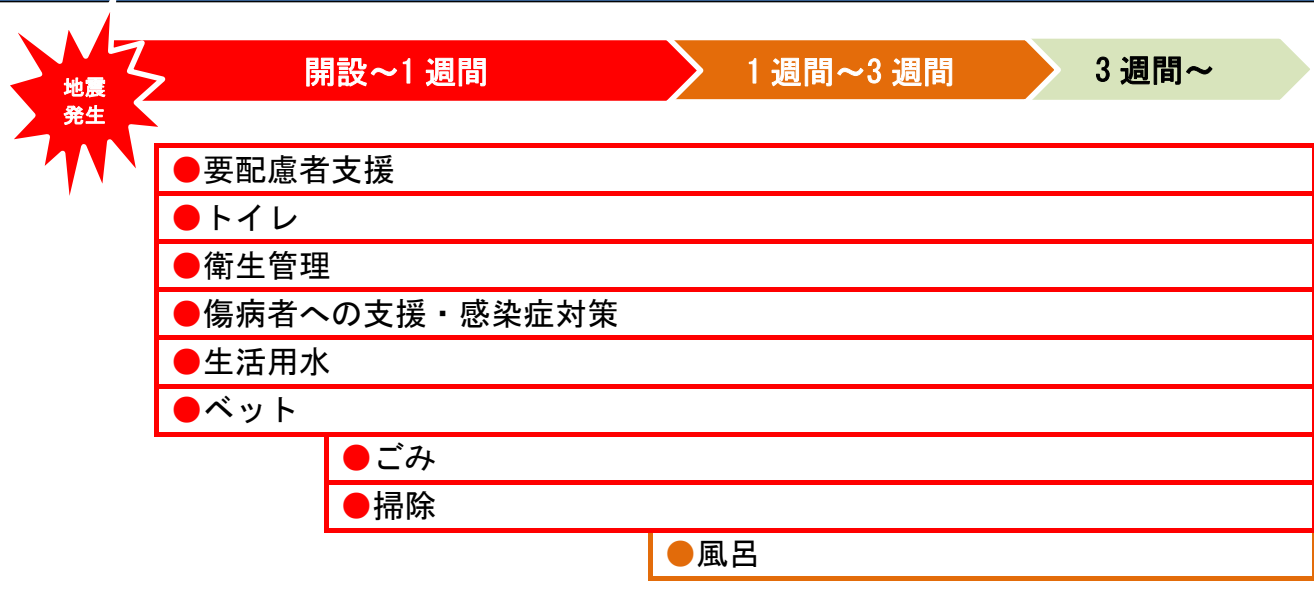 地震
発生
開設～1 週間
1 週間～3 週間
3 週間～
●要配慮者支援
●トイレ
●衛生管理
●傷病者への支援・感染症対策
●生活用水
●ベット
●ごみ
●掃除
●風呂